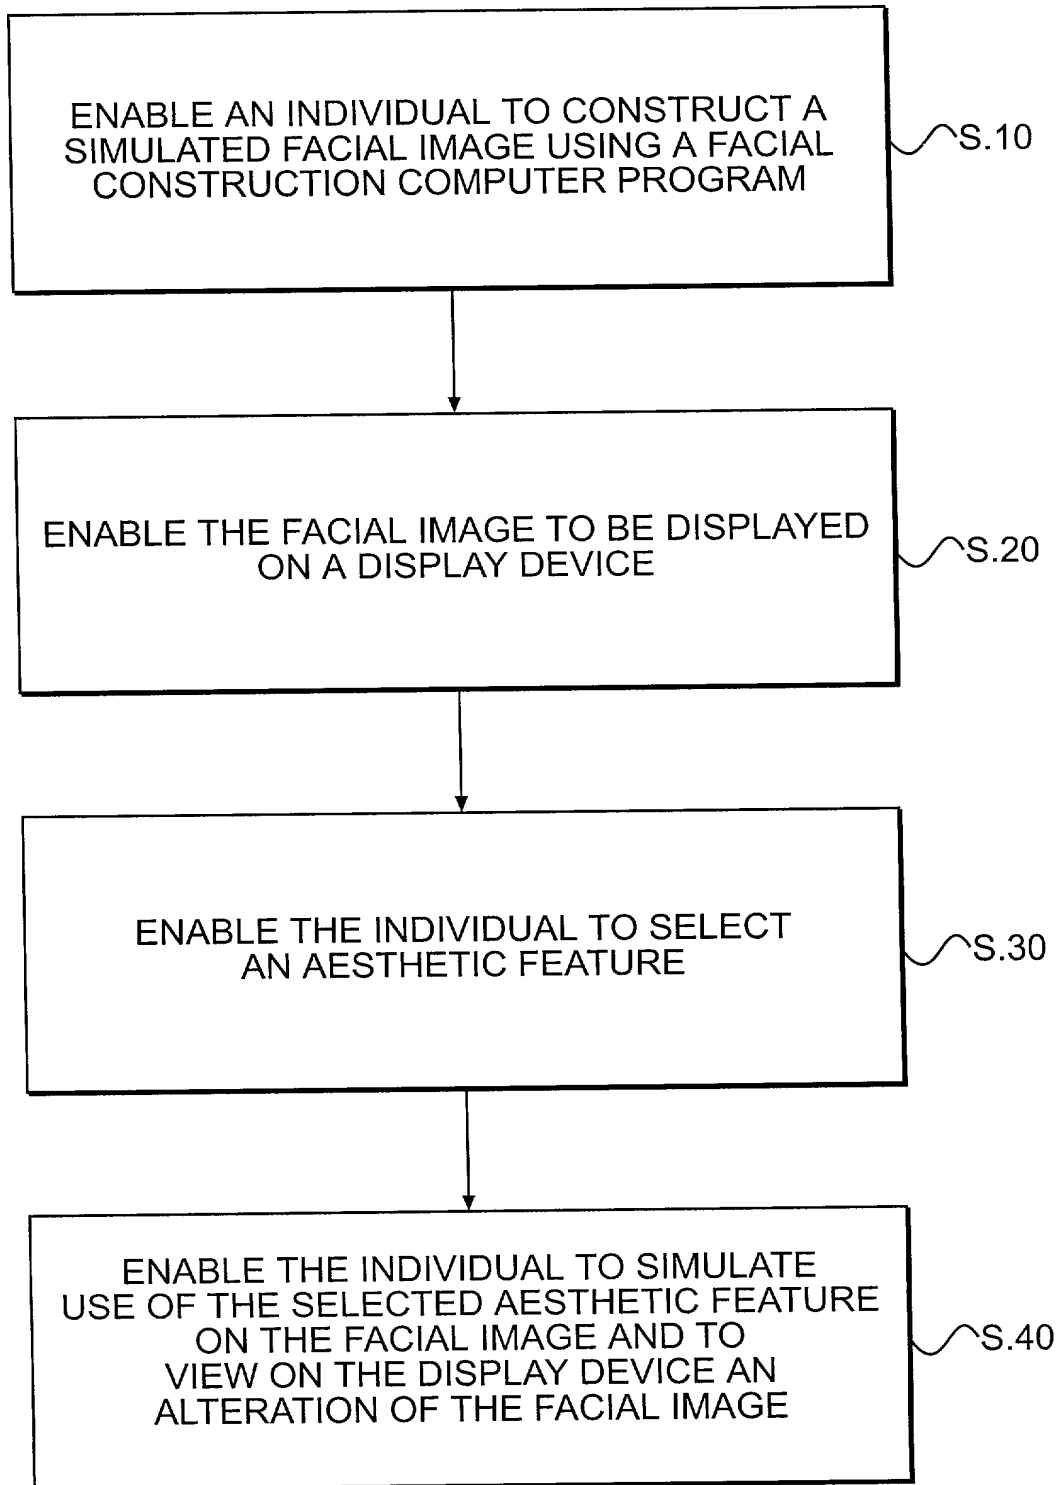 ENABLE AN INDIVIDUAL TO CONSTRUCT A
SIMULATED FACIAL IMAGE USING A FACIAL
CONSTRUCTION COMPUTER PROGRAM
S.10
ENABLE THE FACIAL IMAGE TO BE DISPLAYED
ON A DISPLAY DEVICE
S.20
ENABLE THE INDIVIDUAL TO SELECT
AN AESTHETIC FEATURE
S.30
ENABLE THE INDIVIDUAL TO SIMULATE
USE OF THE SELECTED AESTHETIC FEATURE
ON THE FACIAL IMAGE AND TO
VIEW ON THE DISPLAY DEVICE AN
ALTERATION OF THE FACIAL IMAGE
S.40